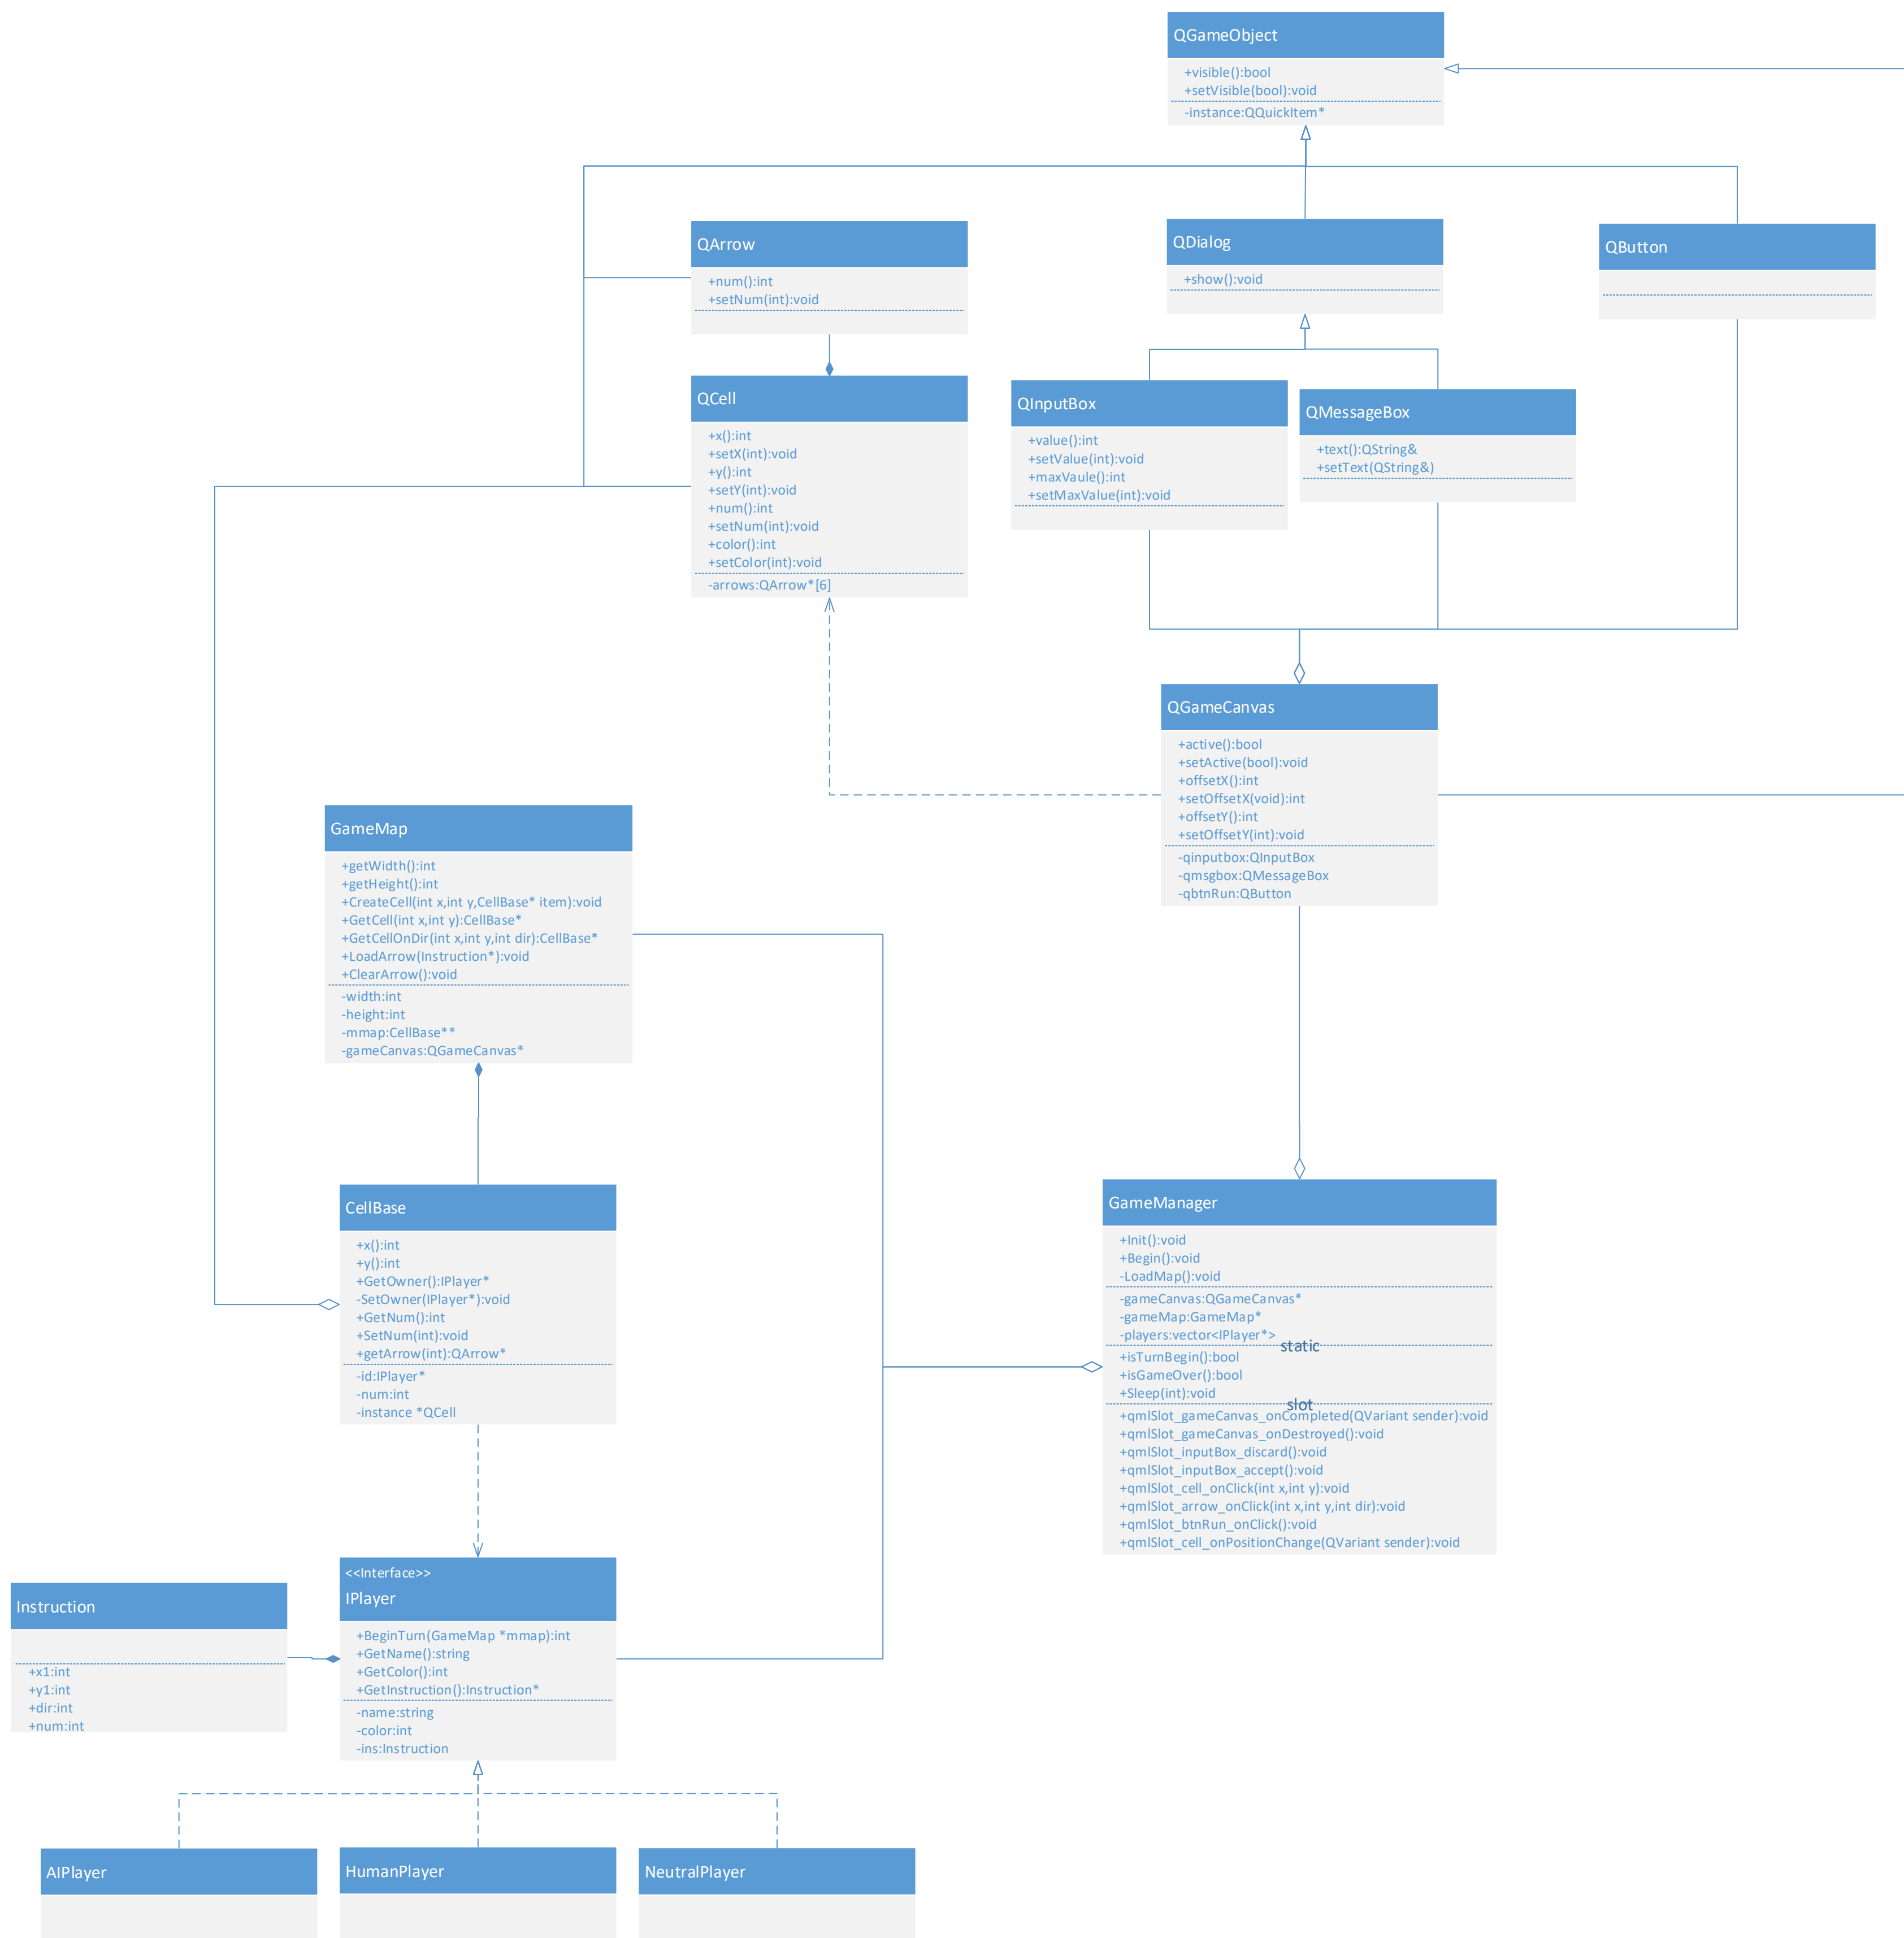 QGameObject
+visible():bool
+setVisible(bool):void
-instance:QQuickItem*
QArrow
+num():int
+setNum(int):void
QDialog
+show():void
QButton
QCell
+x():int
+setX(int):void
+y():int
+setY(int):void
+num():int
+setNum(int):void
+color():int
+setColor(int):void
-arrows:QArrow*[6]
QInputBox
+value():int
+setValue(int):void
+maxVaule():int
+setMaxValue(int):void
QMessageBox
+text():QString&
+setText(QString&)
QGameCanvas
+active():bool
+setActive(bool):void
+offsetX():int
+setOffsetX(void):int
+offsetY():int
+setOffsetY(int):void
-qinputbox:QInputBox
-qmsgbox:QMessageBox
-qbtnRun:QButton
GameMap
+getWidth():int
+getHeight():int
+CreateCell(int x,int y,CellBase* item):void
+GetCell(int x,int y):CellBase*
+GetCellOnDir(int x,int y,int dir):CellBase*
+LoadArrow(Instruction*):void
+ClearArrow():void
-width:int
-height:int
-mmap:CellBase**
-gameCanvas:QGameCanvas*
CellBase
+x():int
+y():int
+GetOwner():IPlayer*
-SetOwner(IPlayer*):void
+GetNum():int
+SetNum(int):void
+getArrow(int):QArrow*
-id:IPlayer*
-num:int
-instance *QCell
GameManager
+Init():void
+Begin():void
-LoadMap():void
-gameCanvas:QGameCanvas*
-gameMap:GameMap*
-players:vector<IPlayer*>
static
+isTurnBegin():bool
+isGameOver():bool
+Sleep(int):void
slot
+qmlSlot_gameCanvas_onCompleted(QVariant sender):void
+qmlSlot_gameCanvas_onDestroyed():void
+qmlSlot_inputBox_discard():void
+qmlSlot_inputBox_accept():void
+qmlSlot_cell_onClick(int x,int y):void
+qmlSlot_arrow_onClick(int x,int y,int dir):void
+qmlSlot_btnRun_onClick():void
+qmlSlot_cell_onPositionChange(QVariant sender):void
Instruction
+x1:int
+y1:int
+dir:int
+num:int
<<Interface>>
IPlayer
+BeginTurn(GameMap *mmap):int
+GetName():string
+GetColor():int
+GetInstruction():Instruction*
-name:string
-color:int
-ins:Instruction
AIPlayer
HumanPlayer
NeutralPlayer